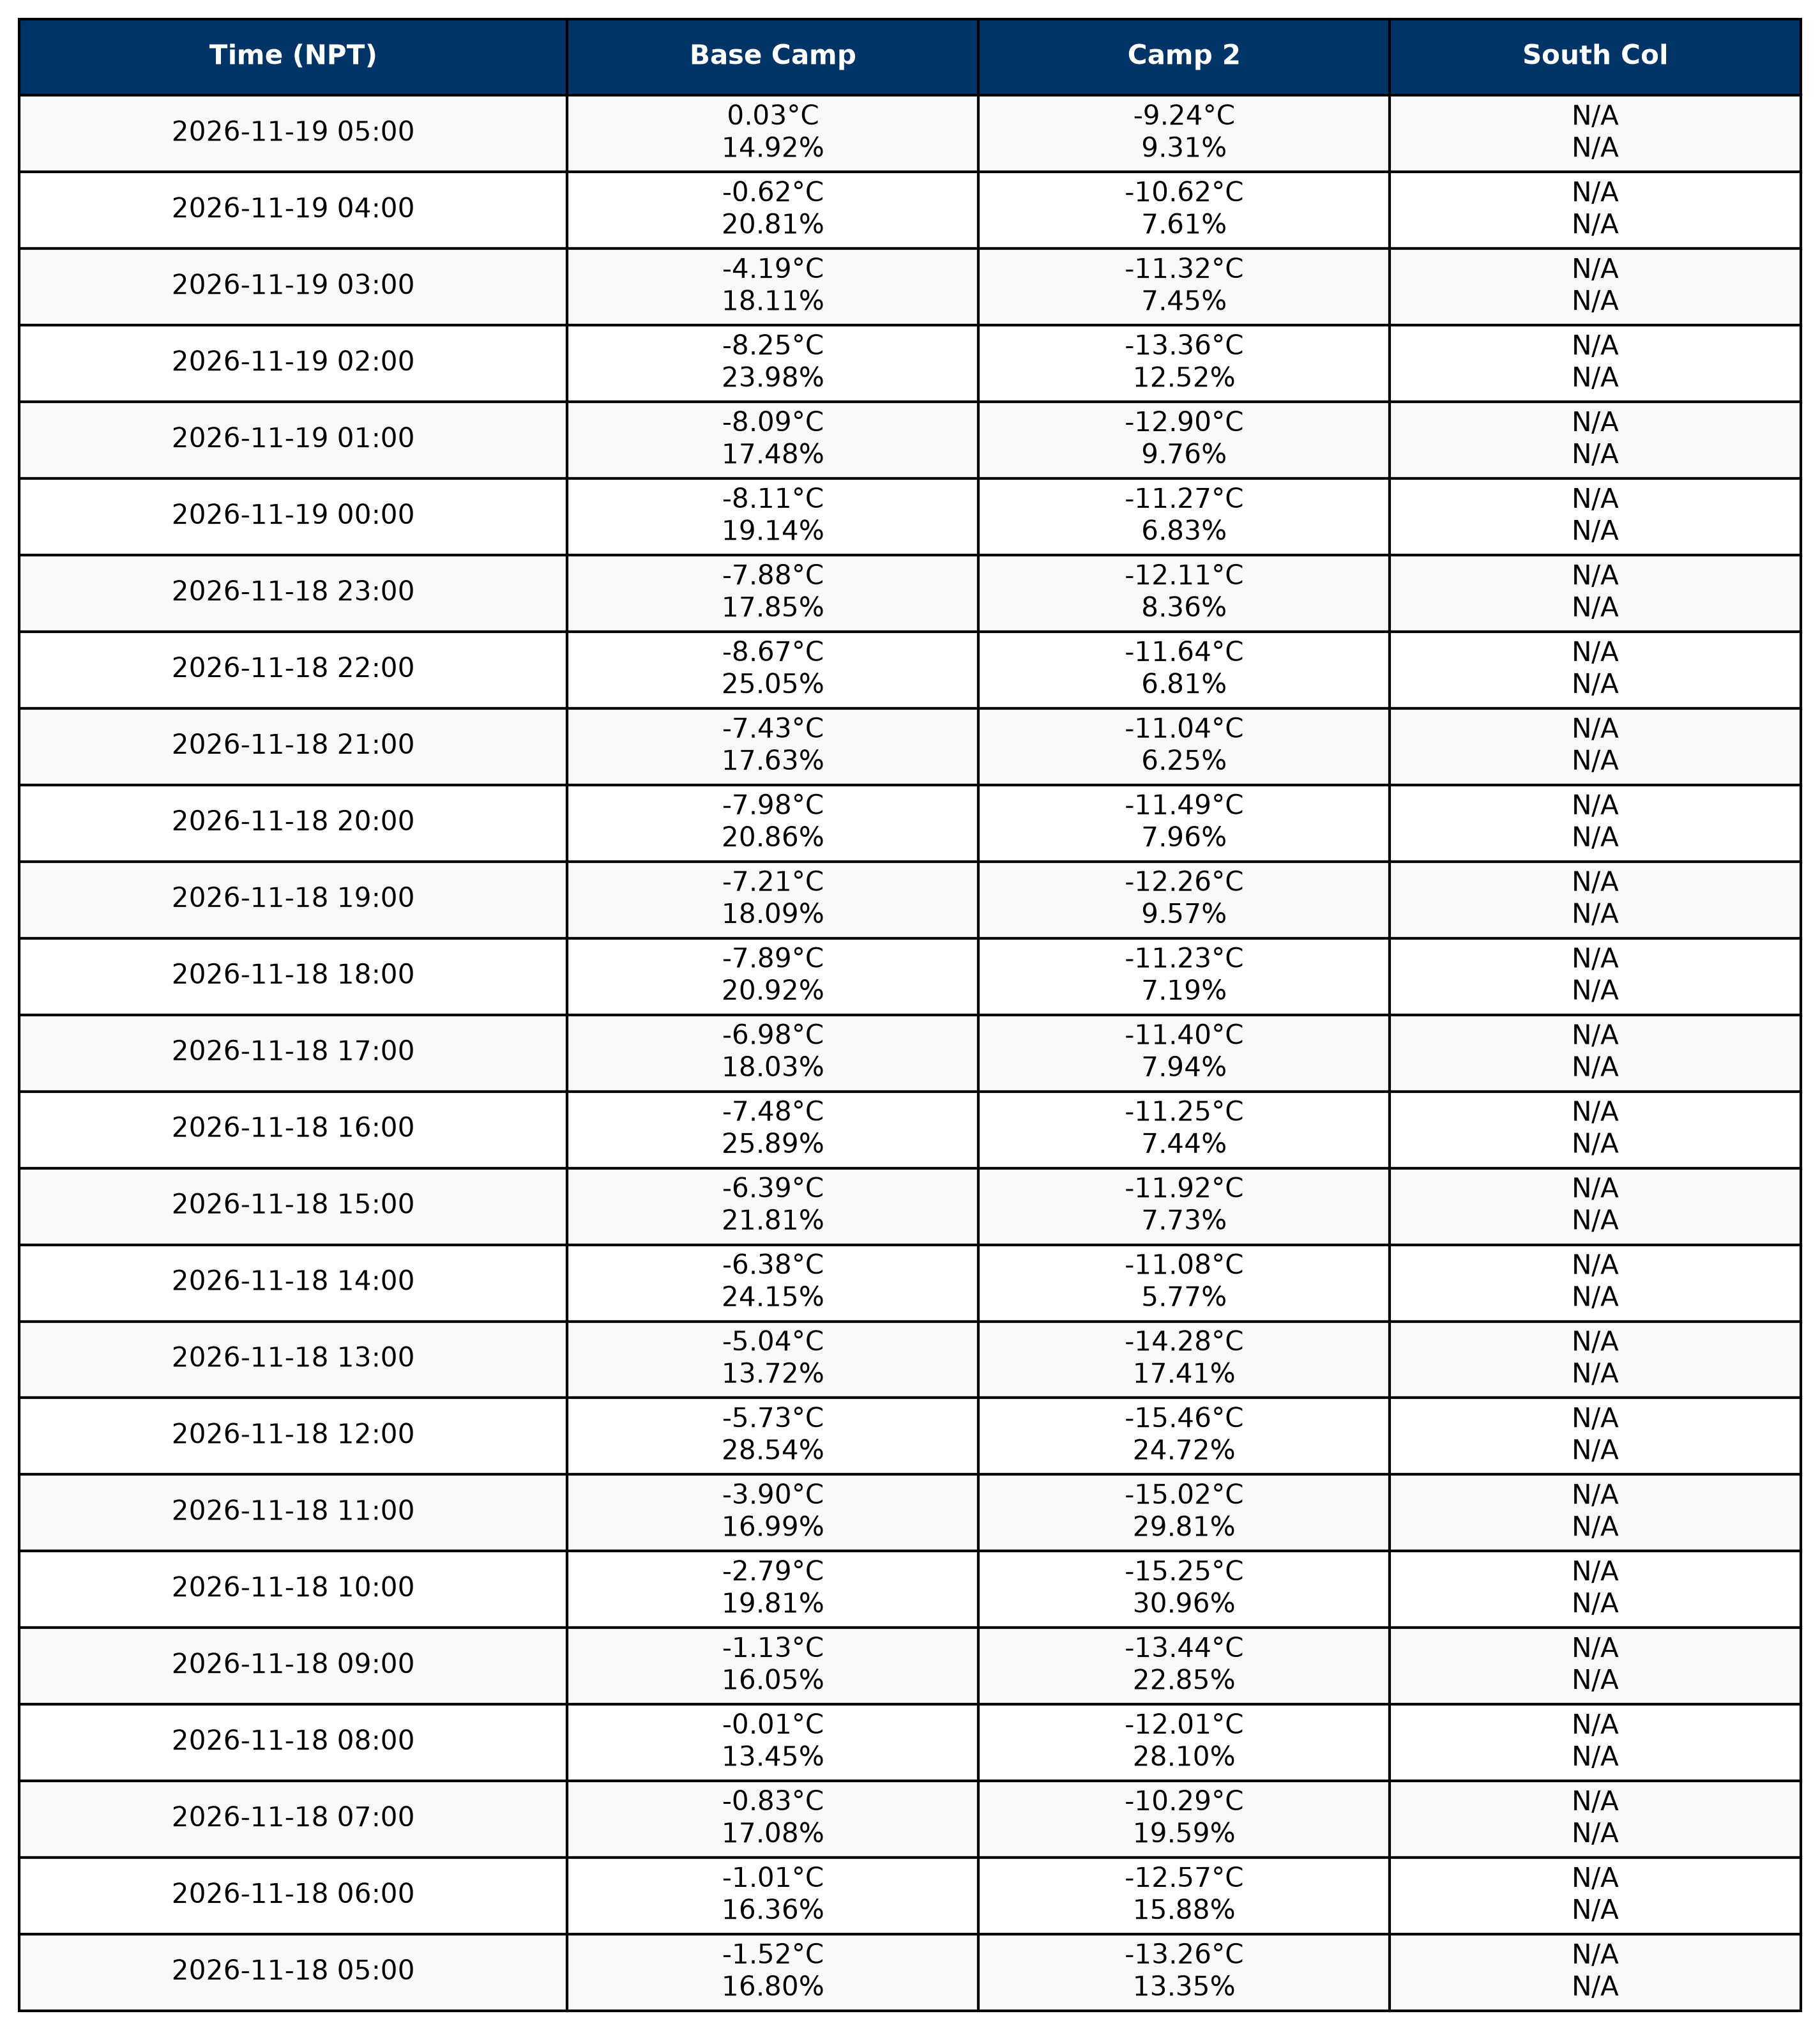 Time (NPT) Base Camp Camp 2 South Col
0.03°C -9.24°C N/A
2026-11-19 05:00
14.92% 9.31% N/A
-0.62°C -10.62°C N/A
2026-11-19 04:00
20.81% 7.61% N/A
-4.19°C -11.32°C N/A
2026-11-19 03:00
18.11% 7.45% N/A
-8.25°C -13.36°C N/A
2026-11-19 02:00
23.98% 12.52% N/A
-8.09°C -12.90°C N/A
2026-11-19 01:00
17.48% 9.76% N/A
-8.11°C -11.27°C N/A
2026-11-19 00:00
19.14% 6.83% N/A
-7.88°C -12.11°C N/A
2026-11-18 23:00
17.85% 8.36% N/A
-8.67°C -11.64°C N/A
2026-11-18 22:00
25.05% 6.81% N/A
-7.43°C -11.04°C N/A
2026-11-18 21:00
17.63% 6.25% N/A
-7.98°C -11.49°C N/A
2026-11-18 20:00
20.86% 7.96% N/A
-7.21°C -12.26°C N/A
2026-11-18 19:00
18.09% 9.57% N/A
-7.89°C -11.23°C N/A
2026-11-18 18:00
20.92% 7.19% N/A
-6.98°C -11.40°C N/A
2026-11-18 17:00
18.03% 7.94% N/A
-7.48°C -11.25°C N/A
2026-11-18 16:00
25.89% 7.44% N/A
-6.39°C -11.92°C N/A
2026-11-18 15:00
21.81% 7.73% N/A
-6.38°C -11.08°C N/A
2026-11-18 14:00
24.15% 5.77% N/A
-5.04°C -14.28°C N/A
2026-11-18 13:00
13.72% 17.41% N/A
-5.73°C -15.46°C N/A
2026-11-18 12:00
28.54% 24.72% N/A
-3.90°C -15.02°C N/A
2026-11-18 11:00
16.99% 29.81% N/A
-2.79°C -15.25°C N/A
2026-11-18 10:00
19.81% 30.96% N/A
-1.13°C -13.44°C N/A
2026-11-18 09:00
16.05% 22.85% N/A
-0.01°C -12.01°C N/A
2026-11-18 08:00
13.45% 28.10% N/A
-0.83°C -10.29°C N/A
2026-11-18 07:00
17.08% 19.59% N/A
-1.01°C -12.57°C N/A
2026-11-18 06:00
16.36% 15.88% N/A
-1.52°C -13.26°C N/A
2026-11-18 05:00
16.80% 13.35% N/A